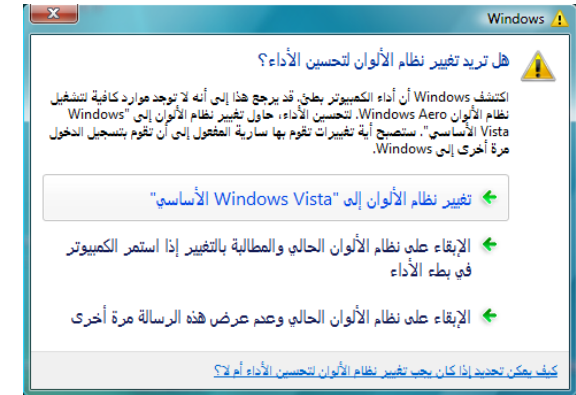 Windows
هل تريد تغيير نظام الألوان لتحسين الأداء؟
اكتشف Windows أن أداء الكمبيوتر بطئ. قد يرجع هذا إلى أنه لا توجد موارد كافية لتشغيل
نظام الألوان Windows Aero. لتحسين الأداء، حاول تغيير نظام الألوان إلى "Windows
Vista الأساسي". ستصبح أية تغييرات تقوم بها سارية المفعول إلى أن تقوم بتسجيل الدخول
مرة أخرى إلى Windows.
تغيير نظام الألوان إلى "Windows Vista الأساسي"
الإبقاء على نظام الألوان الحالي والمطالبة بالتغيير إذا استمر الكمبيوتر
في بطء الأداء
الإبقاء على نظام الألوان الحالي وعدم عرض هذه الرسالة مرة أخرى
كيف يمكن تحديد إذا كان يجب تغيير نظام الألوان لتحسين الأداء أم لا؟